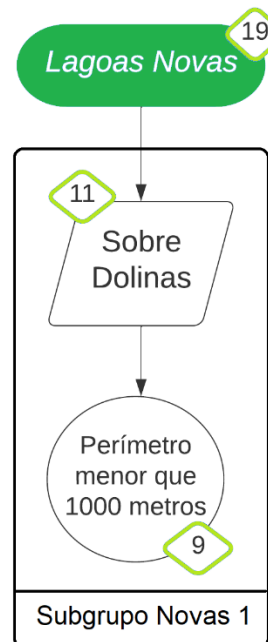 19
Lagoas Novas
11
Sobre
Dolinas
Perímetro
menor que
1000 metros
9
Subgrupo Novas 1